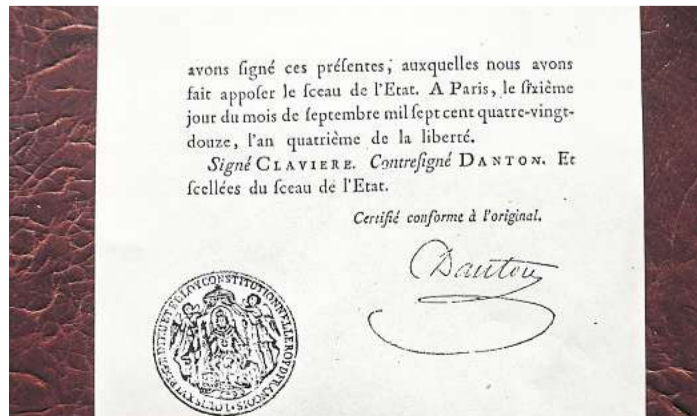 avons ſigné ces préſentes, auxquelles nous avons
fait appoſer le ſceau de l'Etat. A Paris, le ſixième
jour du mois de ſeptembre mil ſept cent quatre-vingt-
douze, l'an quatrième de la liberté.
Signé CLAVIERE. Contreſigné DANTON. Et
ſcellées du ſceau de l'Etat.
Certifié conforme à l'original.
Danton